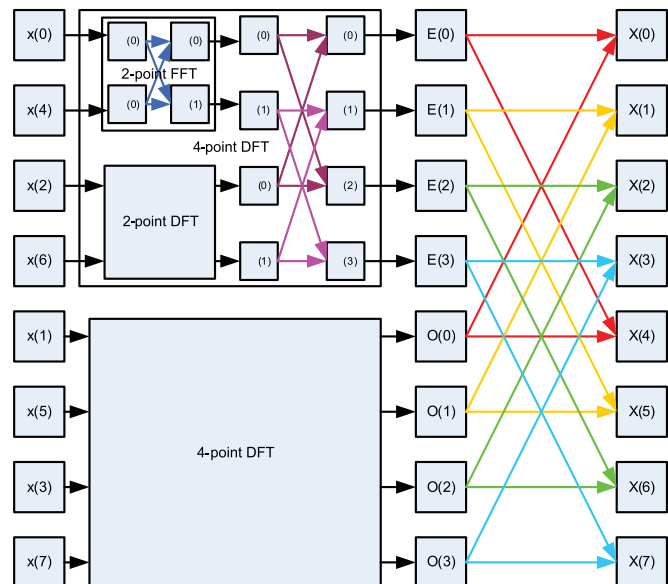 x(0) (0) (0) (0) (0) E(0) X(0)
2-point FFT
x(4) (0) (1) (1) (1) E(1) X(1)
4-point DFT
x(2) (0) (2) E(2) X(2)
2-point DFT
x(6) (1) (3) E(3) X(3)
x(1) O(0) X(4)
x(5) O(1) X(5)
4-point DFT
x(3) O(2) X(6)
x(7) O(3) X(7)